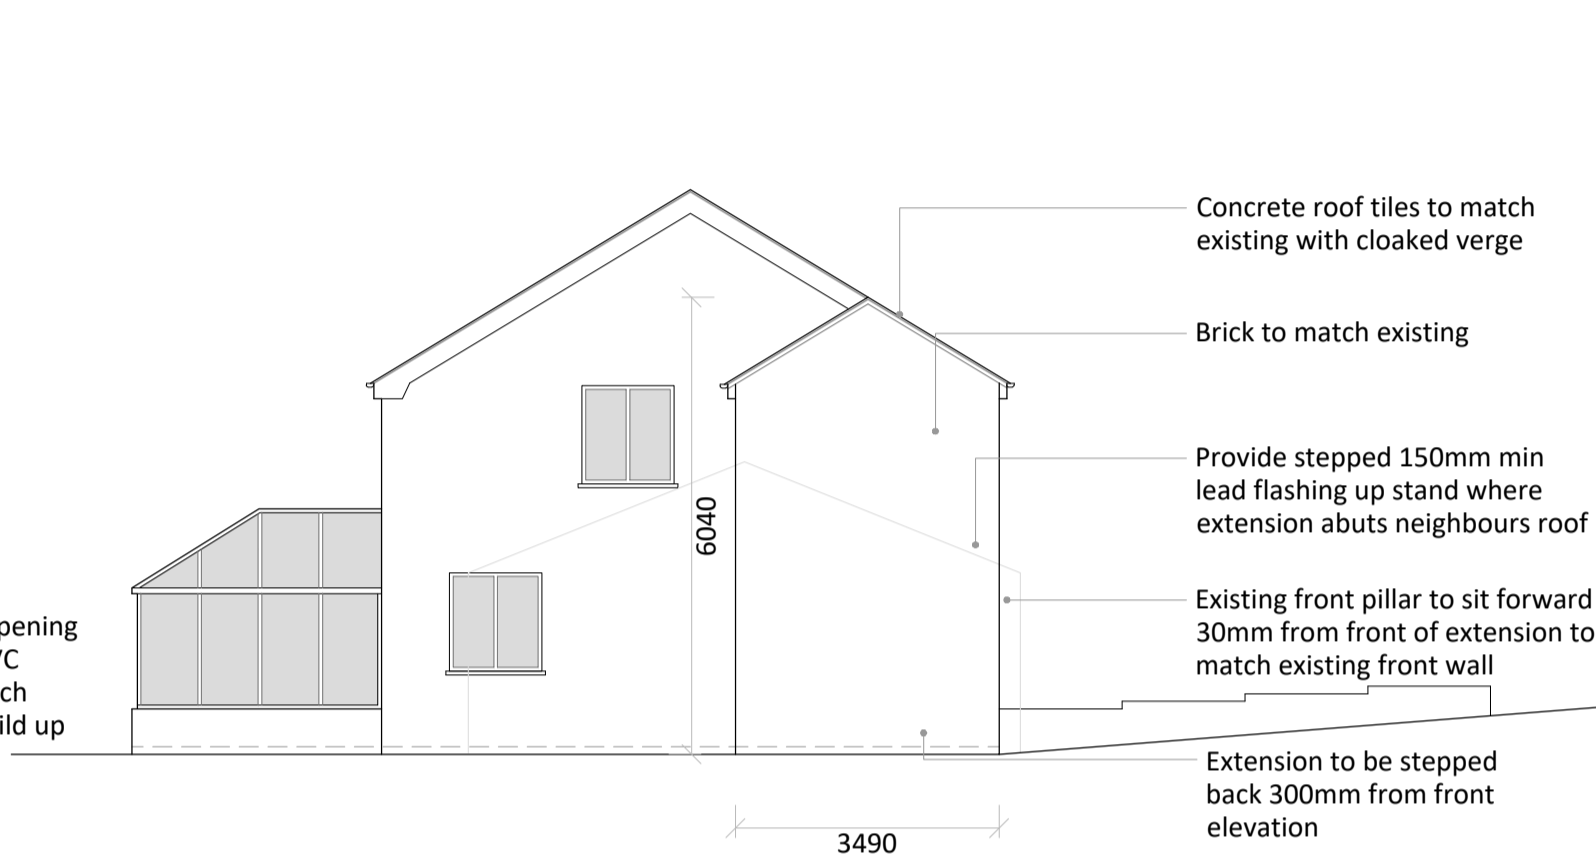 Concrete roof tiles to match
existing with cloaked verge
Brick to match existing
Provide stepped 150mm min
lead flashing up stand where
extension abuts neighbours roof
Existing front pillar to sit forward
30mm from front of extension to
match existing front wall
Extension to be stepped
back 300mm from front
elevation
6040
3490
up